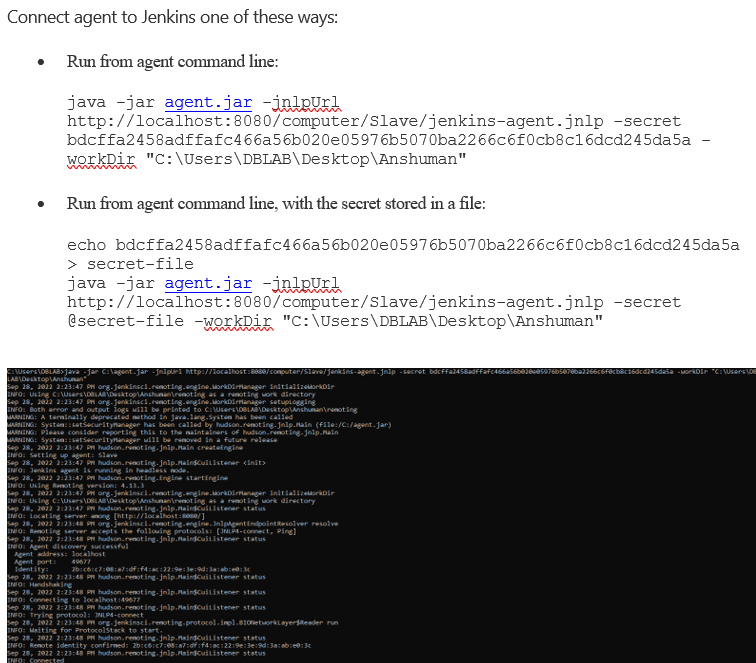 Connect agent to Jenkins one of these ways:
• Run from agent command line:
java -jar agent.jar -jnlpUrl
http://localhost:8080/computer/Slave/jenkins-agent.jnlp -secret
bdcffa2458adffafc466a56b020e05976b5070ba2266c6f0cb8c16dcd245da5a -
workDir "C:\Users\DBLAB\Desktop\Anshuman"
• Run from agent command line, with the secret stored in a file:
echo bdcffa2458adffafc466a56b020e05976b5070ba2266c6f0cb8c16dcd245da5a
> secret-file
java -jar agent.jar -jnlpUrl
http://localhost:8080/computer/Slave/jenkins-agent.jnlp -secret
@secret-file -workDir "C:\Users\DBLAB\Desktop\Anshuman"
C:\Users\DBLAB>java -jar C:\agent.jar -jnlpUrl http://localhost:8080/computer/Slave/jenkins-agent.jnlp -secret bdcffa2458adffafc466a56b020e05976b5070ba2266c6f0cb8c16dcd245da5a -workDir "C:\Users\DB
LAB\Desktop\Anshuman"
Sep 28, 2022 2:23:47 PM org.jenkinsci.remoting.engine.WorkDirManager initializeWorkDir
INFO: Using C:\Users\DBLAB\Desktop\Anshuman\remoting as a remoting work directory
Sep 28, 2022 2:23:47 PM org.jenkinsci.remoting.engine.WorkDirManager setupLogging
INFO: Both error and output logs will be printed to C:\Users\DBLAB\Desktop\Anshuman\remoting
WARNING: A terminally deprecated method in java.lang.System has been called
WARNING: System::setSecurityManager has been called by hudson.remoting.jnlp.Main (file:/C:/agent.jar)
WARNING: Please consider reporting this to the maintainers of hudson.remoting.jnlp.Main
WARNING: System::setSecurityManager will be removed in a future release
Sep 28, 2022 2:23:47 PM hudson.remoting.jnlp.Main createEngine
INFO: Setting up agent: Slave
Sep 28, 2022 2:23:47 PM hudson.remoting.jnlp.Main$CuiListener <init>
INFO: Jenkins agent is running in headless mode.
Sep 28, 2022 2:23:47 PM hudson.remoting.Engine startEngine
INFO: Using Remoting version: 4.13.3
Sep 28, 2022 2:23:47 PM org.jenkinsci.remoting.engine.WorkDirManager initializeWorkDir
INFO: Using C:\Users\DBLAB\Desktop\Anshuman\remoting as a remoting work directory
Sep 28, 2022 2:23:47 PM hudson.remoting.jnlp.Main$CuiListener status
INFO: Locating server among [http://localhost:8080/]
Sep 28, 2022 2:23:48 PM org.jenkinsci.remoting.engine.JnlpAgentEndpointResolver resolve
INFO: Remoting server accepts the following protocols: [JNLP4-connect, Ping]
Sep 28, 2022 2:23:48 PM hudson.remoting.jnlp.Main$CuiListener status
INFO: Agent discovery successful
Agent address: localhost
Agent port: 49677
Identity: 2b:c6:c7:08:a7:df:f4:ac:22:9e:3e:9d:3a:ab:e0:3c
Sep 28, 2022 2:23:48 PM hudson.remoting.jnlp.Main$CuiListener status
INFO: Handshaking
Sep 28, 2022 2:23:48 PM hudson.remoting.jnlp.Main$CuiListener status
INFO: Connecting to localhost:49677
Sep 28, 2022 2:23:48 PM hudson.remoting.jnlp.Main$CuiListener status
INFO: Trying protocol: JNLP4-connect
Sep 28, 2022 2:23:48 PM org.jenkinsci.remoting.protocol.impl.BIONetworkLayer$Reader run
INFO: Waiting for ProtocolStack to start.
Sep 28, 2022 2:23:48 PM hudson.remoting.jnlp.Main$CuiListener status
INFO: Remote identity confirmed: 2b:c6:c7:08:a7:df:f4:ac:22:9e:3e:9d:3a:ab:e0:3c
Sep 28, 2022 2:23:48 PM hudson.remoting.jnlp.Main$CuiListener status
INFO: Connected